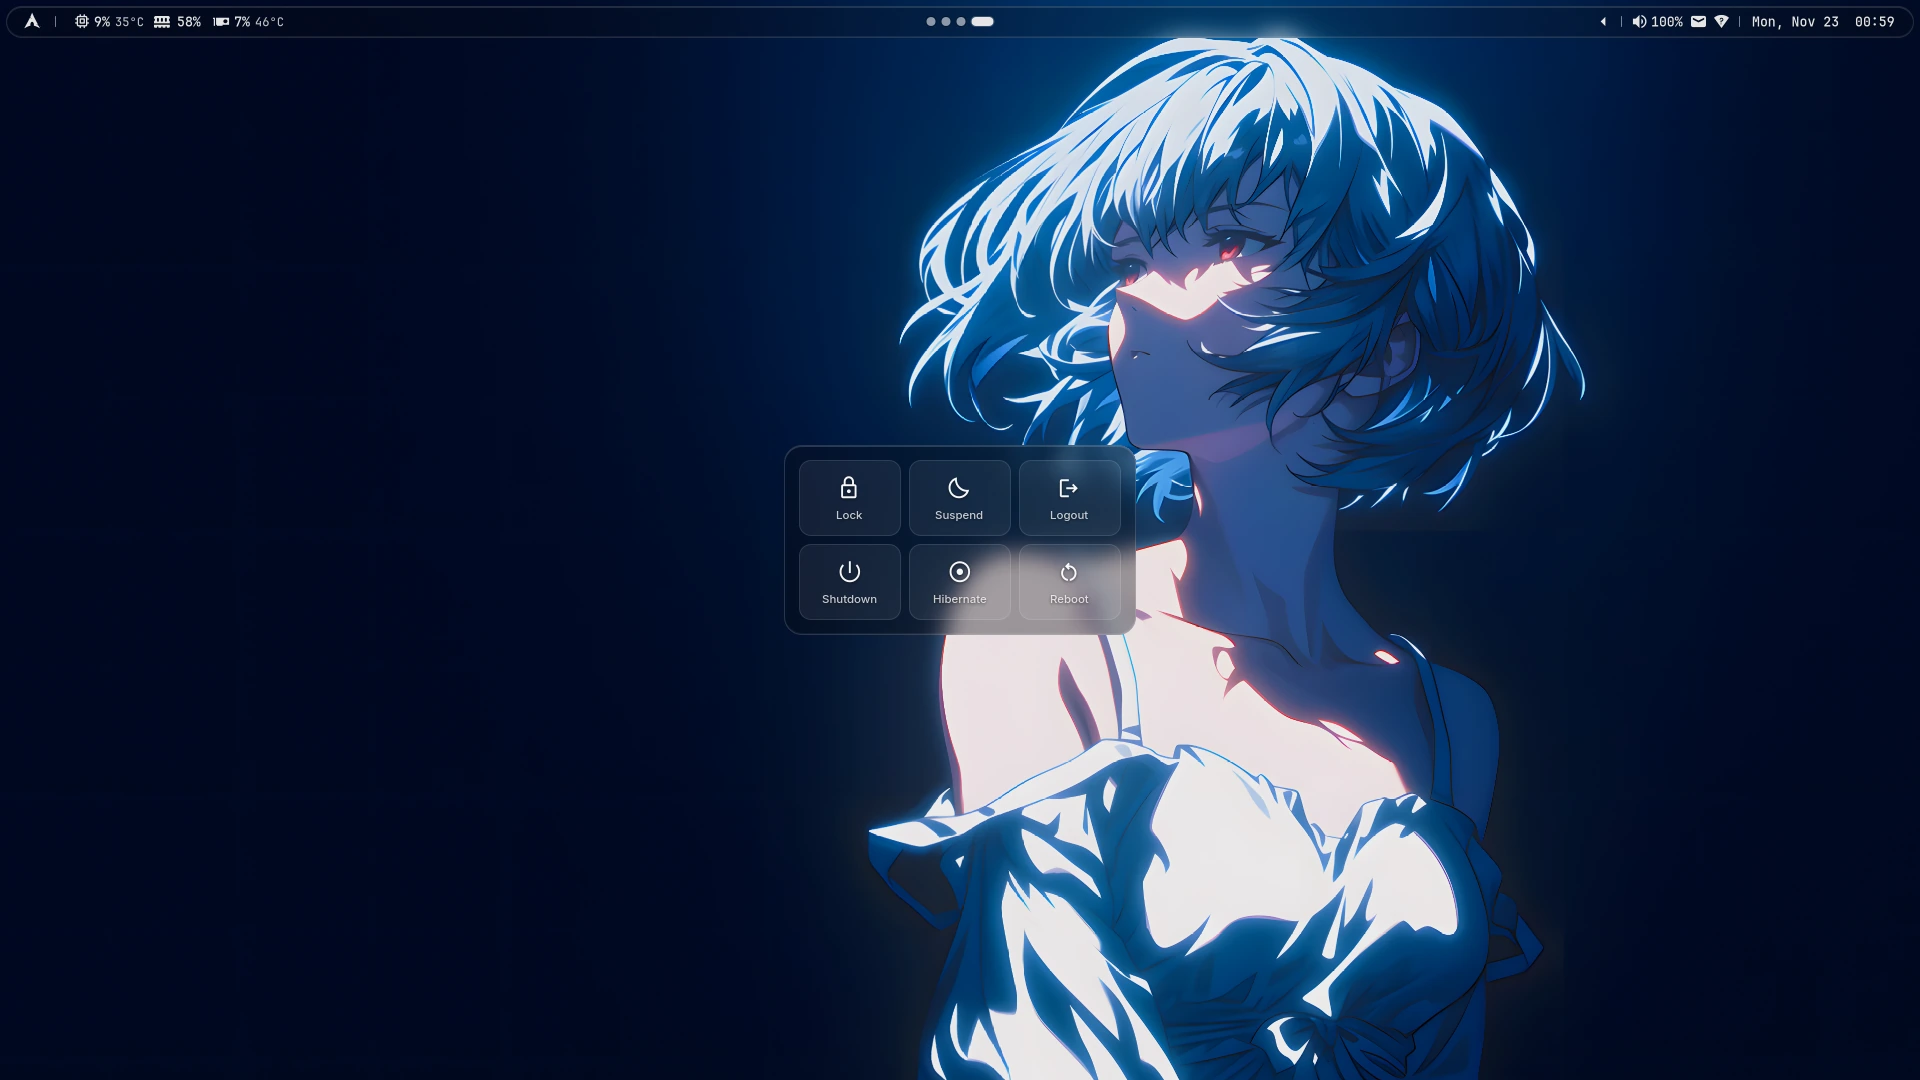 9% 35°C 58% 7% 46°C 100% Mon, Nov 23 00:59
Lock Suspend Logout
Shutdown Hibernate Reboot